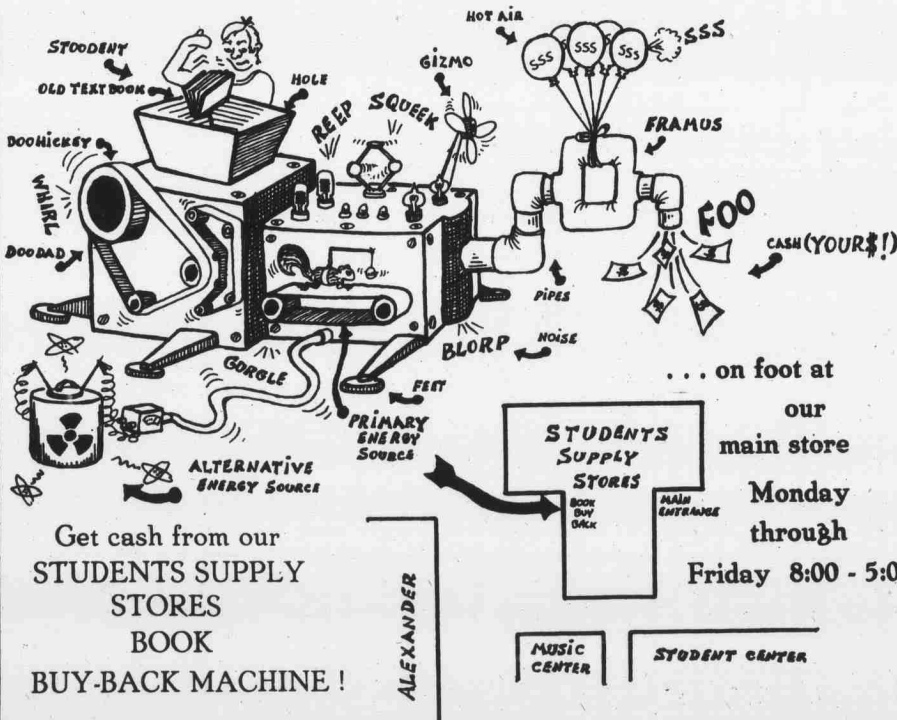 HOT AIR
SSS
SSS
SSS
SSS
STOODENT
GIZMO
OLD TEXTBOOK
HOLE
REEP SQUEEK
FRAMUS
DOOHICKEY
WHIRL
FOO
DOODAD
CASH (YOUR$!)
$
$
$
$
$
PIPES
GORGLE
BLORP
NOISE
FEET
PRIMARY
ENERGY
SOURCE
ALTERNATIVE
ENERGY SOURCE
Get cash from our
STUDENTS SUPPLY
STORES
BOOK
BUY-BACK MACHINE !
... on foot at
our
main store
Monday
through
Friday 8:00 - 5:0
STUDENTS
SUPPLY
STORES
BOOK
BUY
BACK
MAIN
ENTRANCE
ALEXANDER
MUSIC
CENTER
STUDENT CENTER